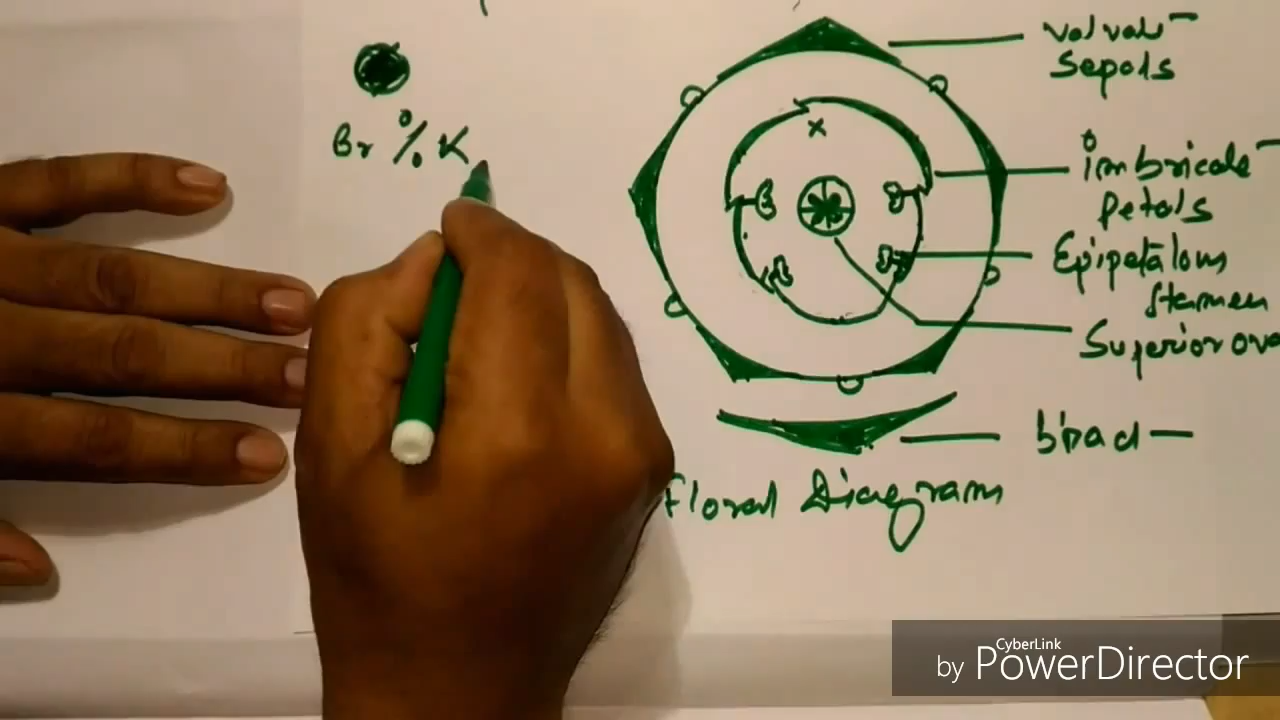 Br % K
valvate
sepals
imbricate
petals
Epipetalous
stamen
Superior ova
bract
Floral Diagram
CyberLink
by PowerDirector